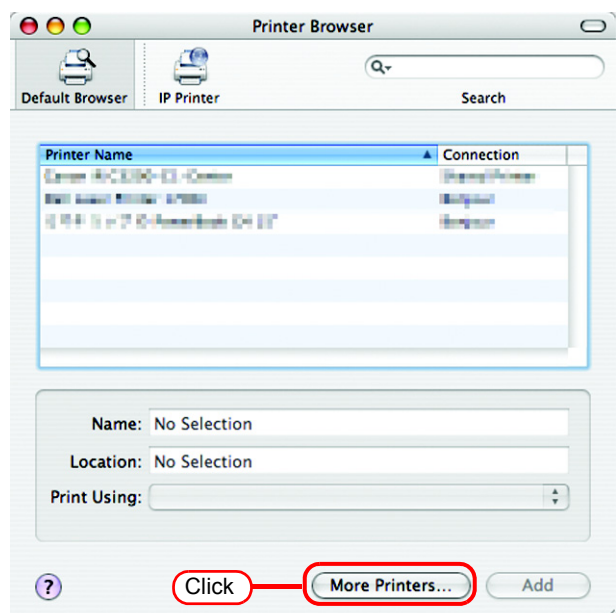 Printer Browser
Default Browser
IP Printer
Search
Printer Name
Connection
Name: No Selection
Location: No Selection
Print Using:
?
Click
More Printers...
Add